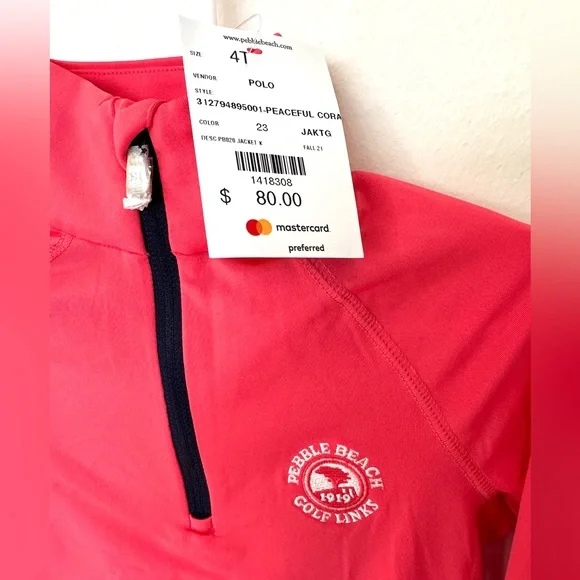 www.pebblebeach.com
SIZE 4T
VENDOR POLO
STYLE
312794895001-PEACEFUL CORA
COLOR 23 JAKTG
DESC-PBB20 JACKET K FALL 21
1418308
$ 80.00
mastercard
preferred
PEBBLE BEACH
1919
GOLF LINKS